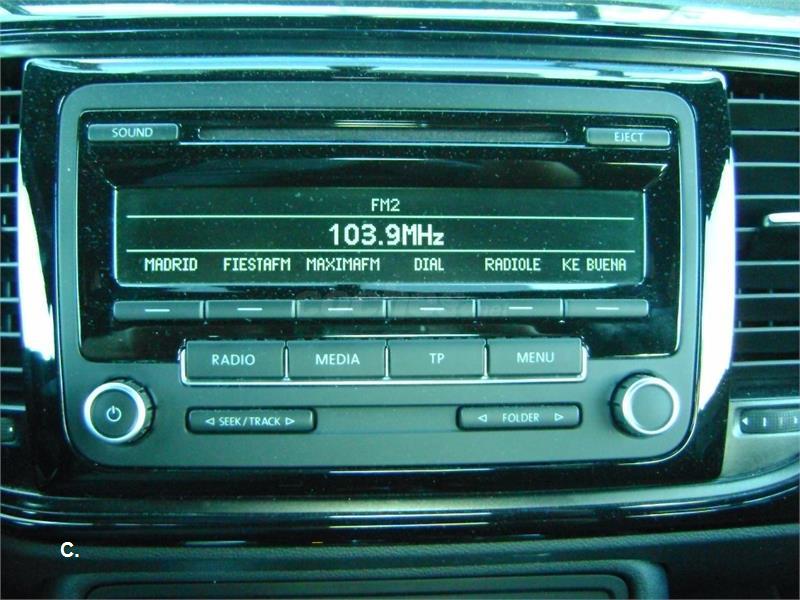 SOUND EJECT
FM2
103.9MHz
MADRID FIESTAFM MAXIMAFM DIAL RADIOLE KE BUENA
RADIO MEDIA TP MENU
◁ SEEK/TRACK ▷ ◁ FOLDER ▷
C.